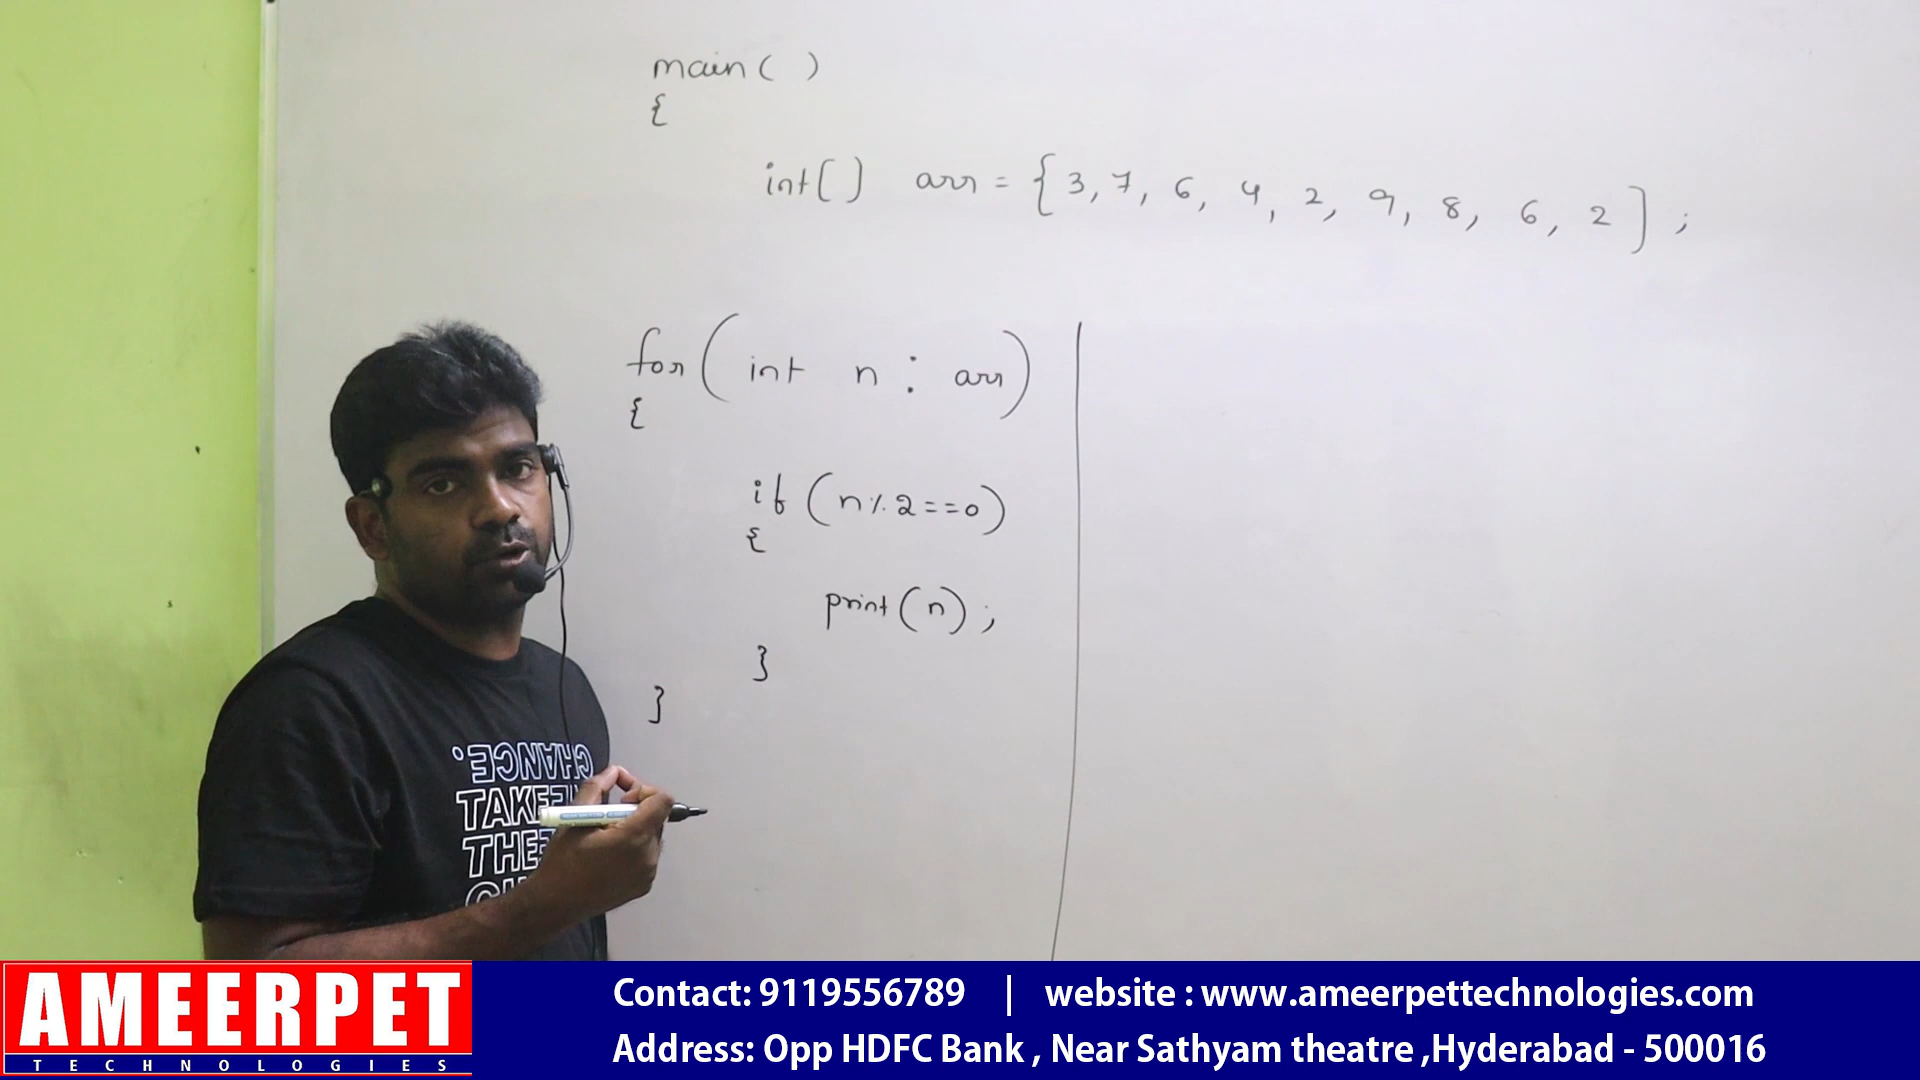 main( )
{
int[] arr = {3, 7, 6, 4, 2, 9, 8, 6, 2};
for(int n : arr)
{
if (n%2==0)
{
print(n);
}
}
CHANGE.
TAKE
THE
AMEERPET
TECHNOLOGIES
Contact: 9119556789 | website : www.ameerpettechnologies.com
Address: Opp HDFC Bank , Near Sathyam theatre ,Hyderabad - 500016